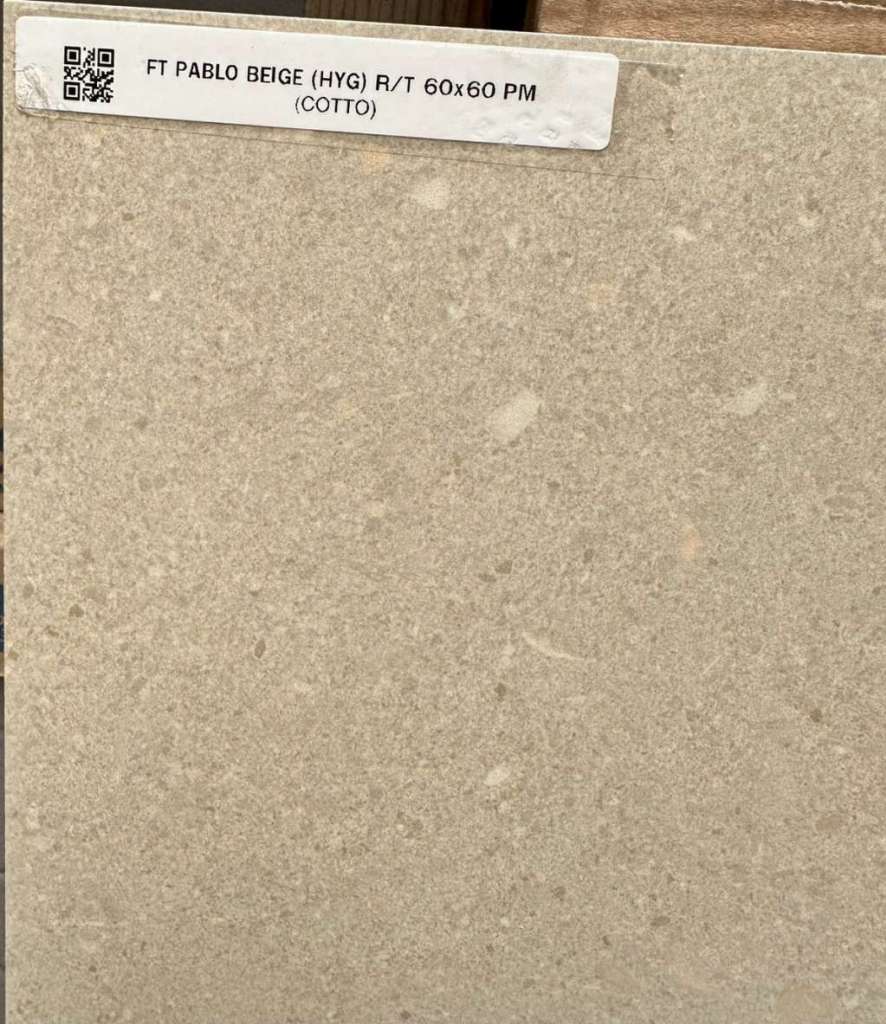 FT PABLO BEIGE (HYG) R/T 60x60 PM
(COTTO)